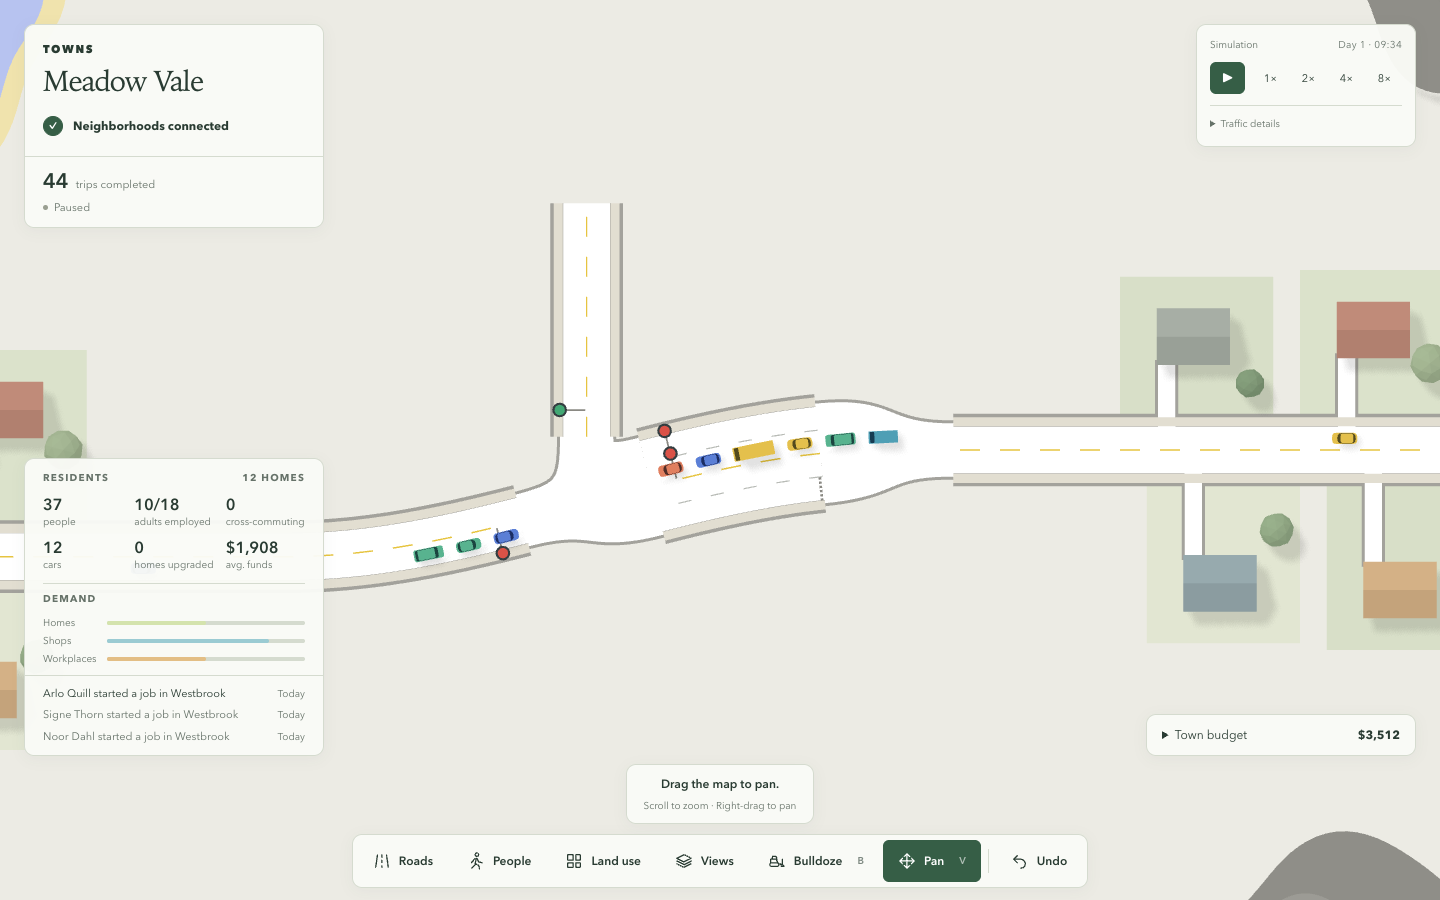 TOWNS
Meadow Vale
Neighborhoods connected
44 trips completed
Paused
Simulation Day 1 · 09:34
1× 2× 4× 8×
Traffic details
RESIDENTS 12 HOMES
37 10/18 0
people adults employed cross-commuting
12 0 $1,908
cars homes upgraded avg. funds
DEMAND
Homes
Shops
Workplaces
Arlo Quill started a job in Westbrook Today
Signe Thorn started a job in Westbrook Today
Noor Dahl started a job in Westbrook Today
Town budget $3,512
Drag the map to pan.
Scroll to zoom · Right-drag to pan
Roads People Land use Views Bulldoze B Pan V Undo